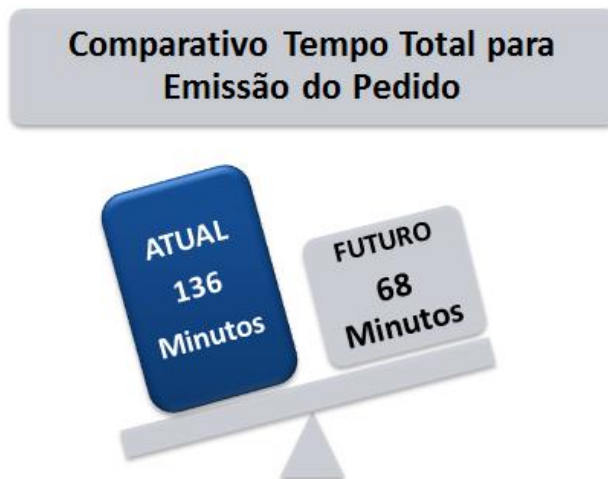 Comparativo Tempo Total para
Emissão do Pedido
ATUAL
136
Minutos
FUTURO
68
Minutos